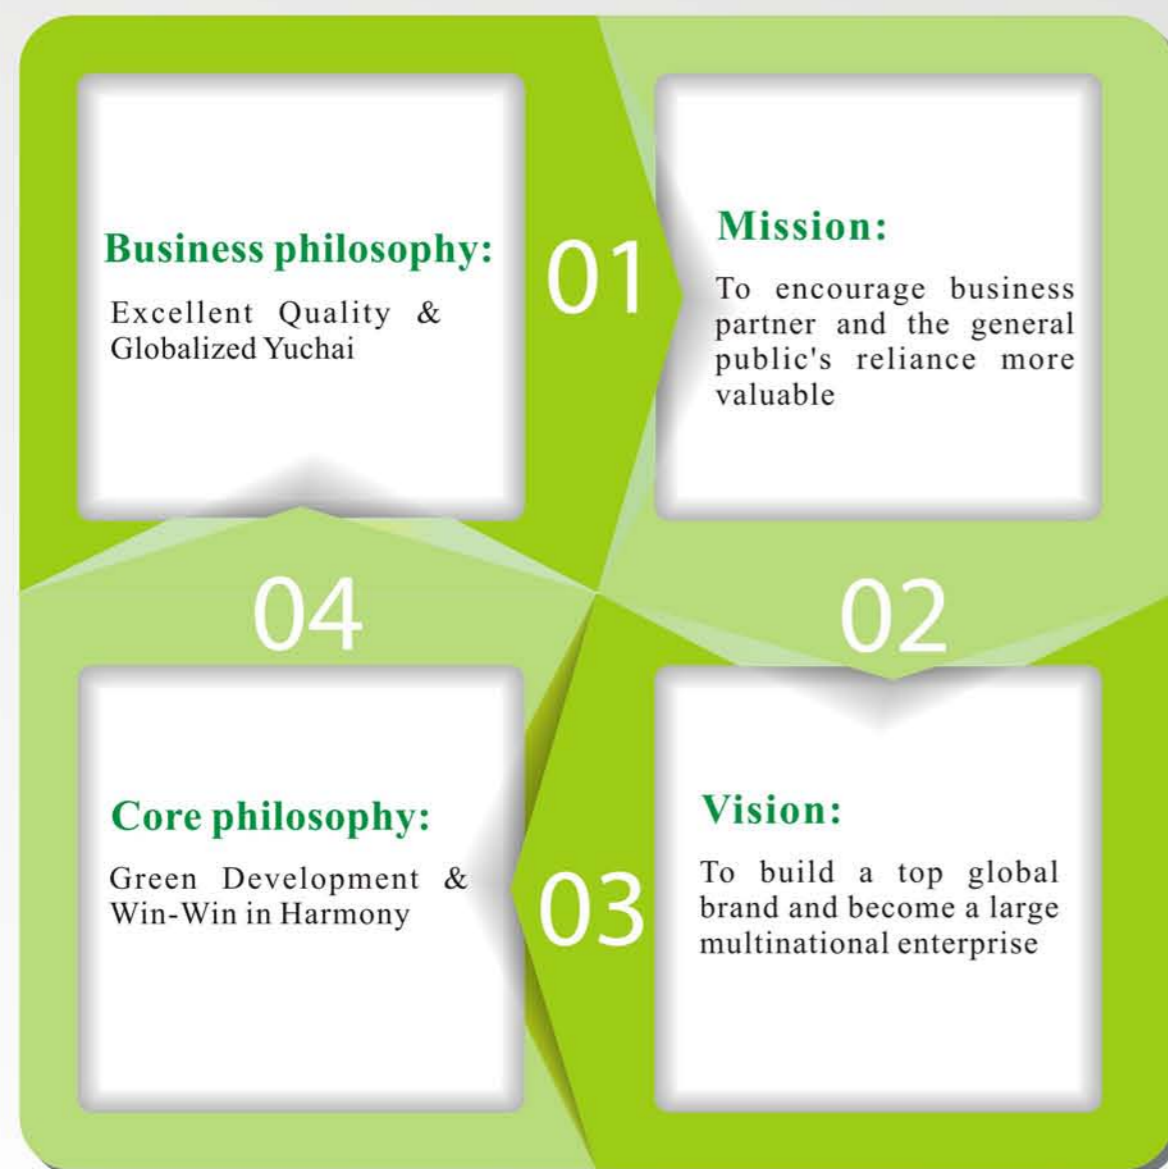 Business philosophy:
Excellent Quality &
Globalized Yuchai
01
Mission:
To encourage business
partner and the general
public's reliance more
valuable
02
Vision:
To build a top global
brand and become a large
multinational enterprise
03
Core philosophy:
Green Development &
Win-Win in Harmony
04